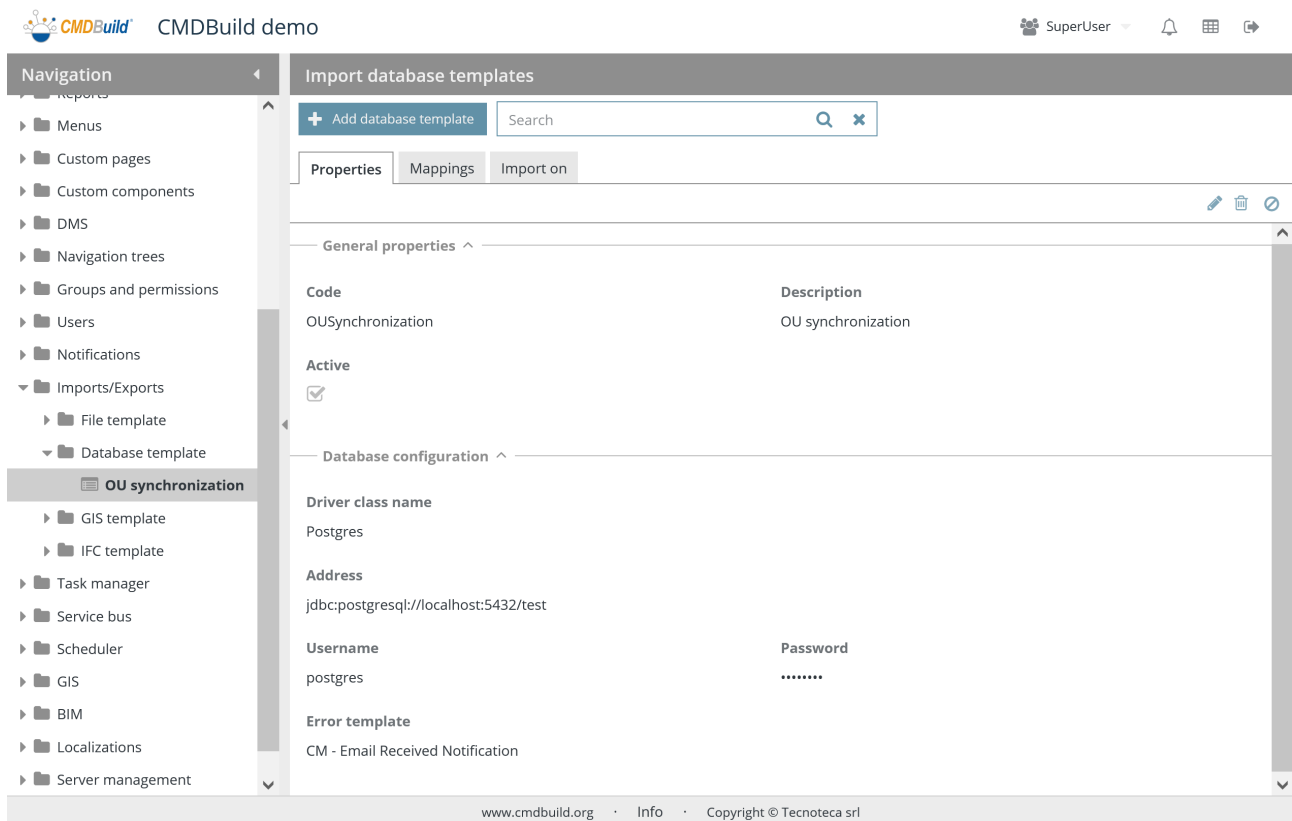 CMDBuild CMDBuild demo SuperUser
Navigation
Reports
Menus
Custom pages
Custom components
DMS
Navigation trees
Groups and permissions
Users
Notifications
Imports/Exports
File template
Database template
OU synchronization
GIS template
IFC template
Task manager
Service bus
Scheduler
GIS
BIM
Localizations
Server management
Import database templates
Add database template Search
Properties Mappings Import on
General properties
Code Description
OUSynchronization OU synchronization
Active
Database configuration
Driver class name
Postgres
Address
jdbc:postgresql://localhost:5432/test
Username Password
postgres ••••••••
Error template
CM - Email Received Notification
www.cmdbuild.org · Info · Copyright © Tecnoteca srl